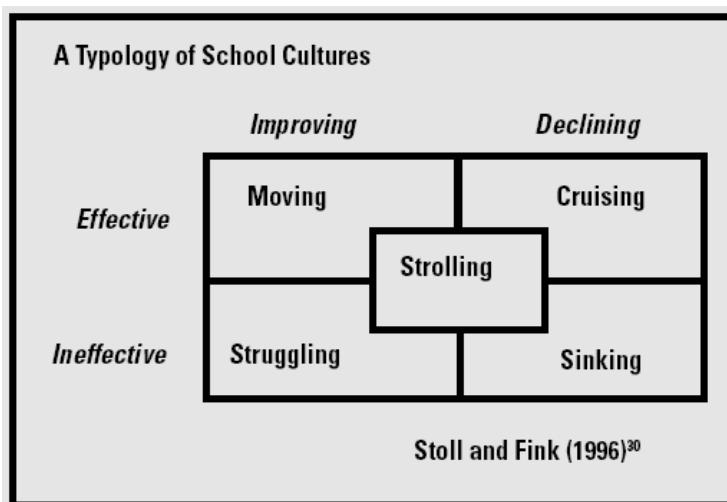 A Typology of School Cultures
Improving Declining
Moving Cruising
Effective
Strolling
Ineffective Struggling Sinking
Stoll and Fink (1996)³⁰